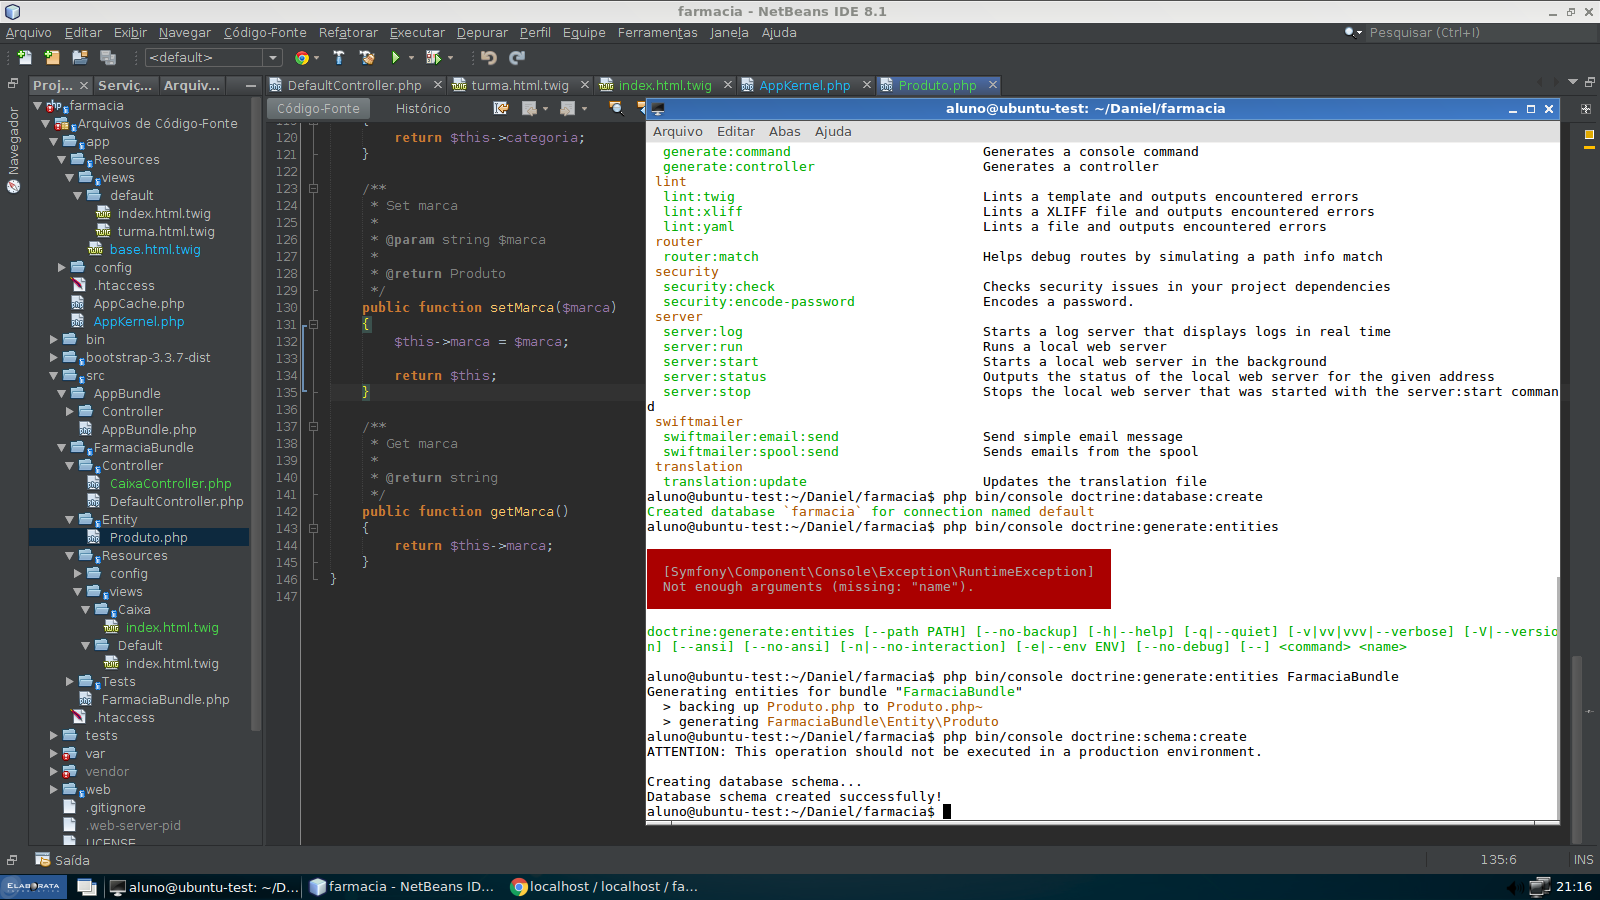 farmacia - NetBeans IDE 8.1
Arquivo Editar Exibir Navegar Código-Fonte Refatorar Executar Depurar Perfil Equipe Ferramentas Janela Ajuda
Pesquisar (Ctrl+I)
<default>
Proj... Serviç... Arquiv...
DefaultController.php turma.html.twig index.html.twig AppKernel.php Produto.php
Navegador
farmacia
Arquivos de Código-Fonte
app
Resources
views
default
index.html.twig
turma.html.twig
base.html.twig
config
.htaccess
AppCache.php
AppKernel.php
bin
bootstrap-3.3.7-dist
src
AppBundle
Controller
AppBundle.php
FarmaciaBundle
Controller
CaixaController.php
DefaultController.php
Entity
Produto.php
Resources
config
views
Caixa
index.html.twig
Default
index.html.twig
Tests
FarmaciaBundle.php
.htaccess
tests
var
vendor
web
.gitignore
.web-server-pid
LICENSE
Código-Fonte Histórico
120 return $this->categoria;
121 }
122
123 /**
124 * Set marca
125 *
126 * @param string $marca
127 *
128 * @return Produto
129 */
130 public function setMarca($marca)
131 {
132 $this->marca = $marca;
133
134 return $this;
135 }
136
137 /**
138 * Get marca
139 *
140 * @return string
141 */
142 public function getMarca()
143 {
144 return $this->marca;
145 }
146 }
147
aluno@ubuntu-test: ~/Daniel/farmacia
Arquivo Editar Abas Ajuda
generate:command Generates a console command
generate:controller Generates a controller
lint
lint:twig Lints a template and outputs encountered errors
lint:xliff Lints a XLIFF file and outputs encountered errors
lint:yaml Lints a file and outputs encountered errors
router
router:match Helps debug routes by simulating a path info match
security
security:check Checks security issues in your project dependencies
security:encode-password Encodes a password.
server
server:log Starts a log server that displays logs in real time
server:run Runs a local web server
server:start Starts a local web server in the background
server:status Outputs the status of the local web server for the given address
server:stop Stops the local web server that was started with the server:start comman
d
swiftmailer
swiftmailer:email:send Send simple email message
swiftmailer:spool:send Sends emails from the spool
translation
translation:update Updates the translation file
aluno@ubuntu-test:~/Daniel/farmacia$ php bin/console doctrine:database:create
Created database `farmacia` for connection named default
aluno@ubuntu-test:~/Daniel/farmacia$ php bin/console doctrine:generate:entities
[Symfony\Component\Console\Exception\RuntimeException]
Not enough arguments (missing: "name").
doctrine:generate:entities [--path PATH] [--no-backup] [-h|--help] [-q|--quiet] [-v|vv|vvv|--verbose] [-V|--versio
n] [--ansi] [--no-ansi] [-n|--no-interaction] [-e|--env ENV] [--no-debug] [--] <command> <name>
aluno@ubuntu-test:~/Daniel/farmacia$ php bin/console doctrine:generate:entities FarmaciaBundle
Generating entities for bundle "FarmaciaBundle"
> backing up Produto.php to Produto.php~
> generating FarmaciaBundle\Entity\Produto
aluno@ubuntu-test:~/Daniel/farmacia$ php bin/console doctrine:schema:create
ATTENTION: This operation should not be executed in a production environment.
Creating database schema...
Database schema created successfully!
aluno@ubuntu-test:~/Daniel/farmacia$
Saída
135:6 INS
ELABORATA aluno@ubuntu-test: ~/D... farmacia - NetBeans ID... localhost / localhost / fa... 21:16